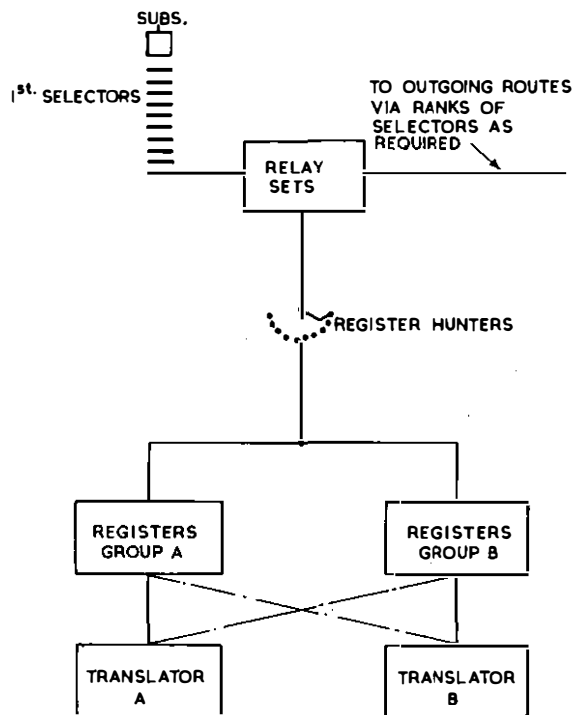 SUBS.
1st. SELECTORS
TO OUTGOING ROUTES
VIA RANKS OF
SELECTORS AS
REQUIRED
RELAY
SETS
REGISTER HUNTERS
REGISTERS
GROUP A
REGISTERS
GROUP B
TRANSLATOR
A
TRANSLATOR
B